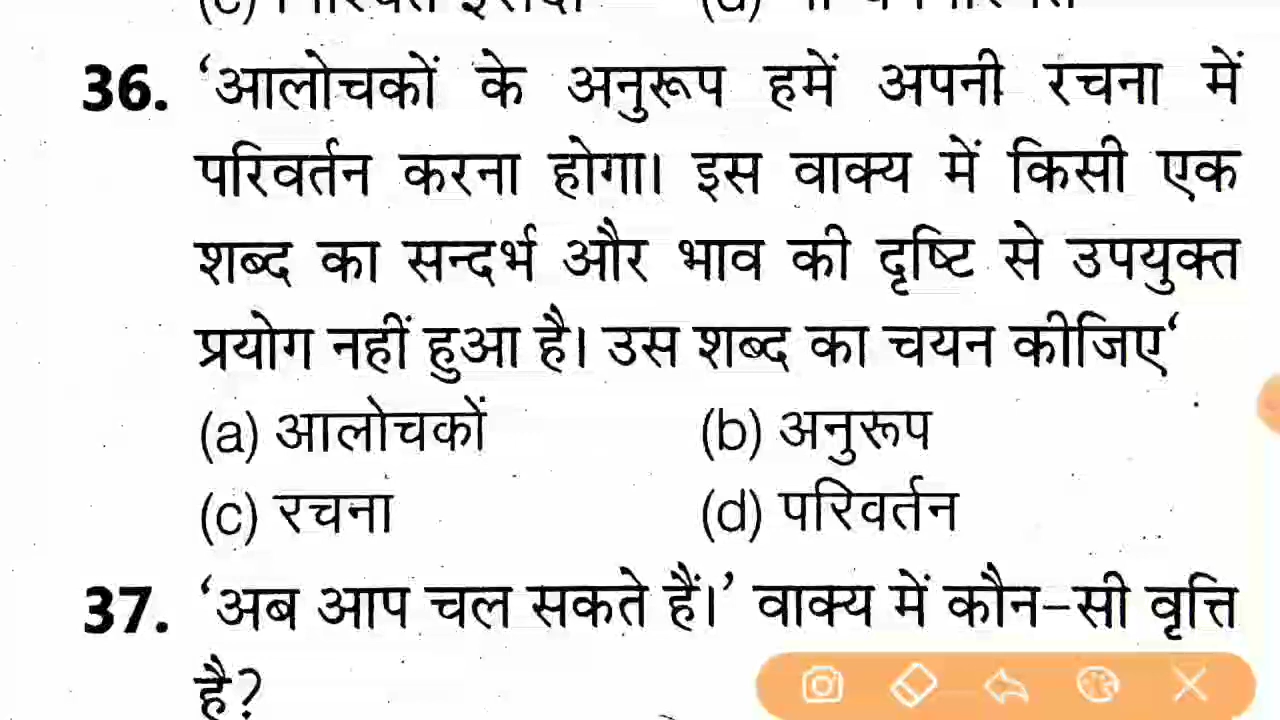 36. ‘आलोचकों के अनुरूप हमें अपनी रचना में
परिवर्तन करना होगा। इस वाक्य में किसी एक
शब्द का सन्दर्भ और भाव की दृष्टि से उपयुक्त
प्रयोग नहीं हुआ है। उस शब्द का चयन कीजिए‘
(a) आलोचकों (b) अनुरूप
(c) रचना (d) परिवर्तन
37. ‘अब आप चल सकते हैं।’ वाक्य में कौन-सी वृत्ति
है?